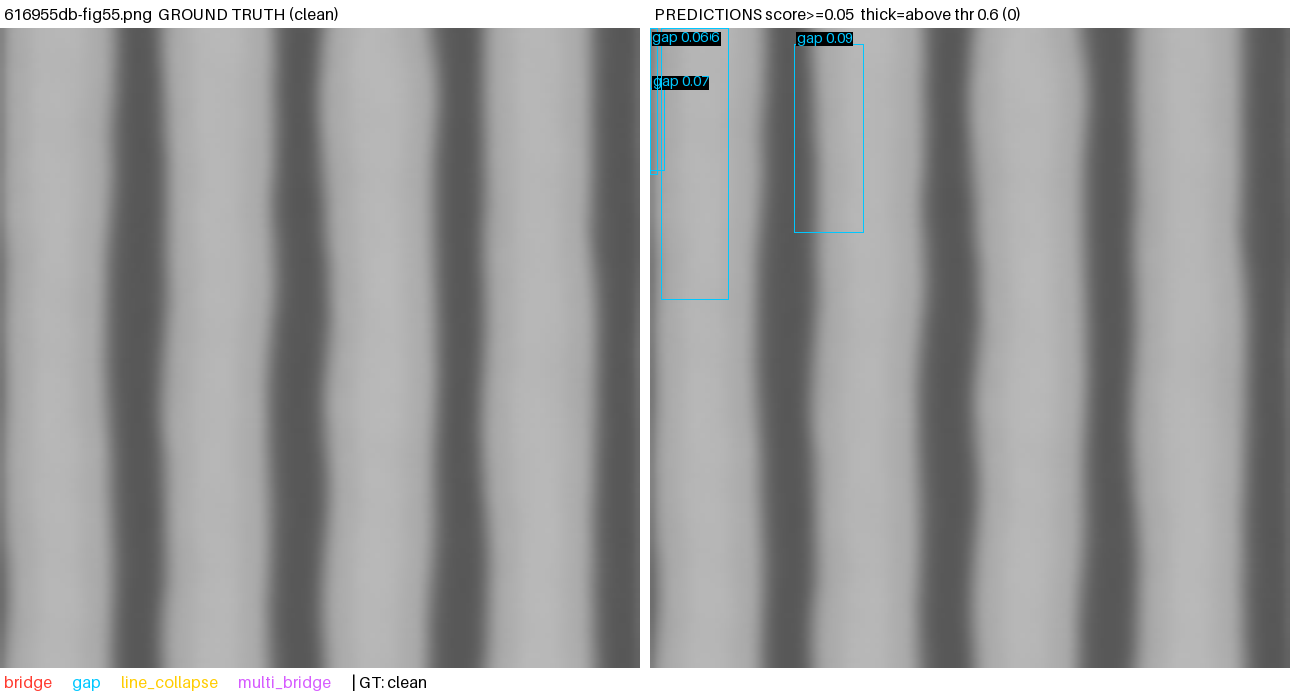 616955db-fig55.png  GROUND TRUTH (clean)
PREDICTIONS score>=0.05  thick=above thr 0.6 (0)
gap 0.09
gap 0.07
bridge gap line_collapse multi_bridge | GT: clean